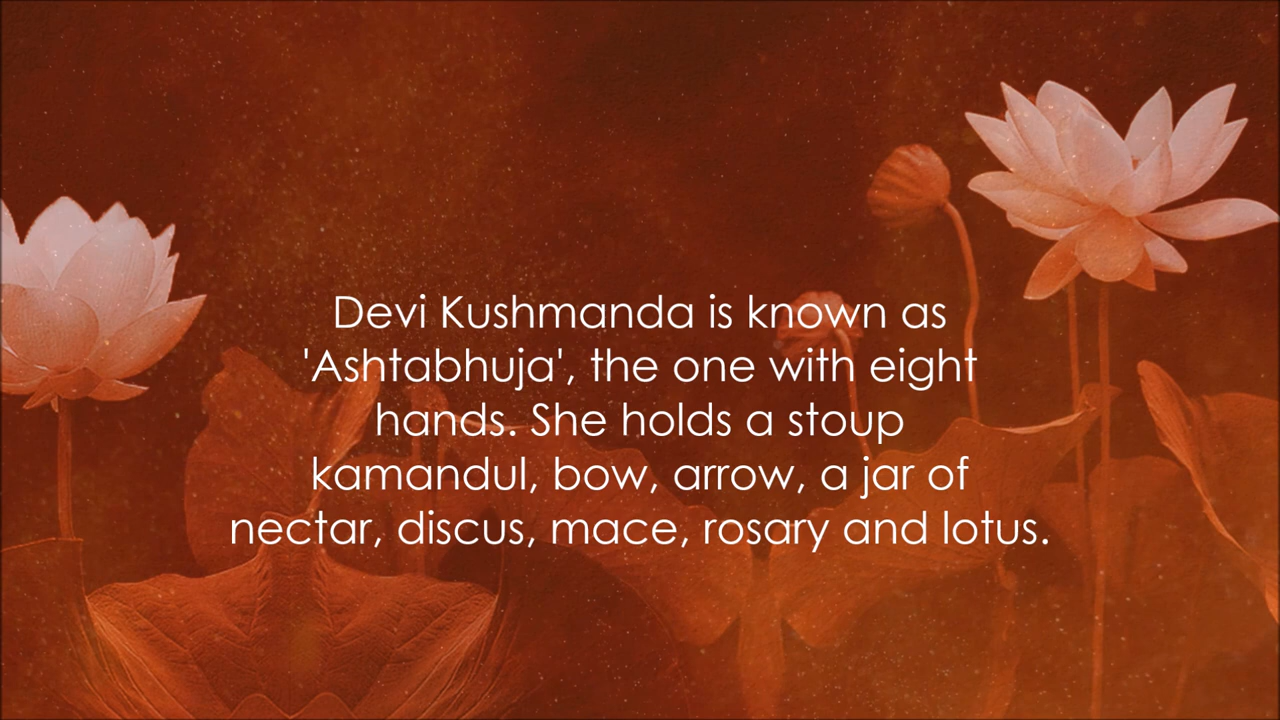 Devi Kushmanda is known as
'Ashtabhuja', the one with eight
hands. She holds a stoup
kamandul, bow, arrow, a jar of
nectar, discus, mace, rosary and lotus.